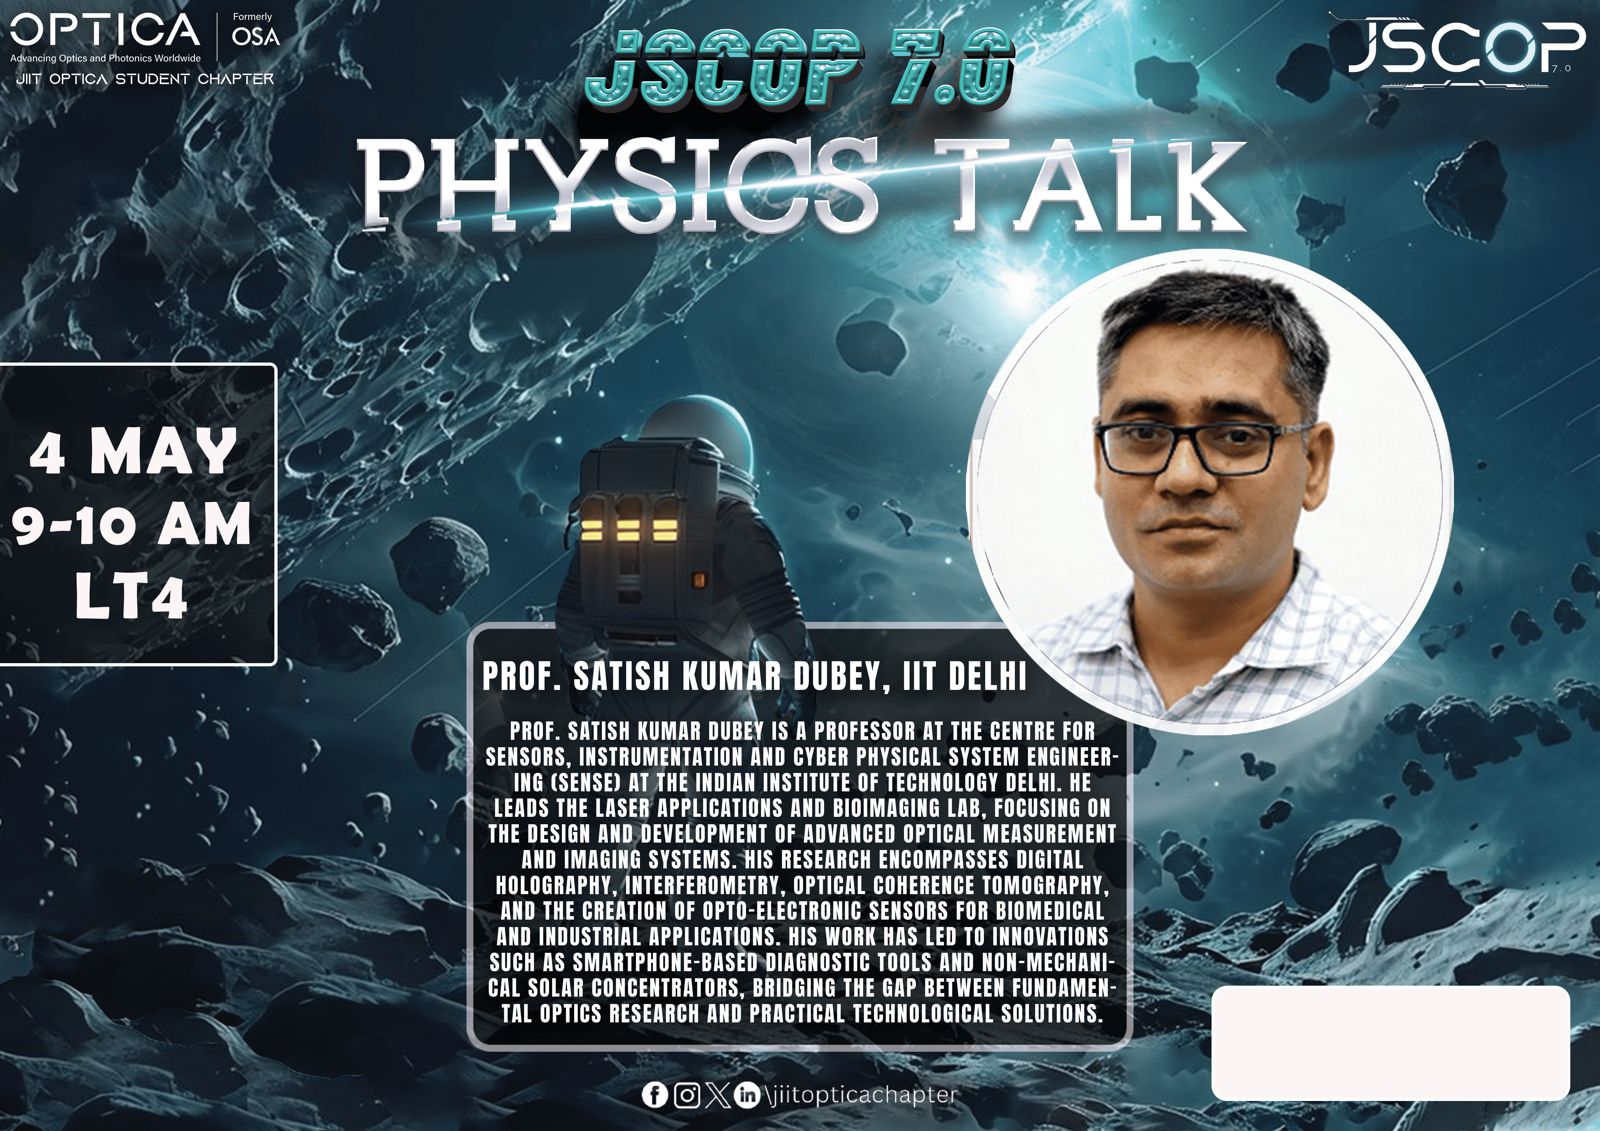 OPTICA
Formerly
OSA
Advancing Optics and Photonics Worldwide
JIIT OPTICA STUDENT CHAPTER
JSCOP 7.0
JSCOP
7.0
PHYSICS TALK
4 MAY
9-10 AM
LT4
PROF. SATISH KUMAR DUBEY, IIT DELHI
PROF. SATISH KUMAR DUBEY IS A PROFESSOR AT THE CENTRE FOR
SENSORS, INSTRUMENTATION AND CYBER PHYSICAL SYSTEM ENGINEER-
ING (SENSE) AT THE INDIAN INSTITUTE OF TECHNOLOGY DELHI. HE
LEADS THE LASER APPLICATIONS AND BIOIMAGING LAB, FOCUSING ON
THE DESIGN AND DEVELOPMENT OF ADVANCED OPTICAL MEASUREMENT
AND IMAGING SYSTEMS. HIS RESEARCH ENCOMPASSES DIGITAL
HOLOGRAPHY, INTERFEROMETRY, OPTICAL COHERENCE TOMOGRAPHY,
AND THE CREATION OF OPTO-ELECTRONIC SENSORS FOR BIOMEDICAL
AND INDUSTRIAL APPLICATIONS. HIS WORK HAS LED TO INNOVATIONS
SUCH AS SMARTPHONE-BASED DIAGNOSTIC TOOLS AND NON-MECHANI-
CAL SOLAR CONCENTRATORS, BRIDGING THE GAP BETWEEN FUNDAMEN-
TAL OPTICS RESEARCH AND PRACTICAL TECHNOLOGICAL SOLUTIONS.
\jiitopticachapter